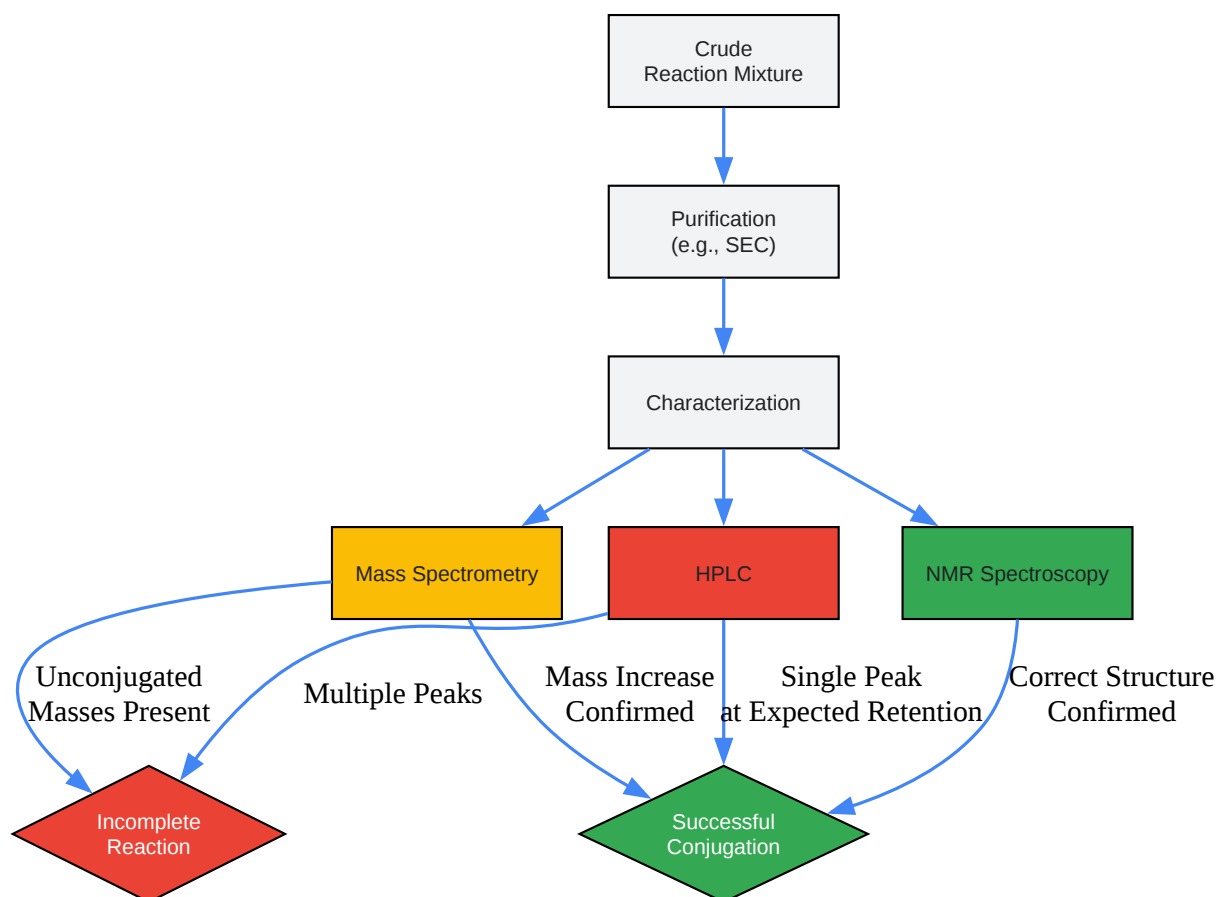 Crude
Reaction Mixture
Purification
(e.g., SEC)
Characterization
Mass Spectrometry
HPLC
NMR Spectroscopy
Unconjugated
Masses Present
Multiple Peaks
Mass Increase
Confirmed
Single Peak
at Expected Retention
Correct Structure
Confirmed
Incomplete
Reaction
Successful
Conjugation